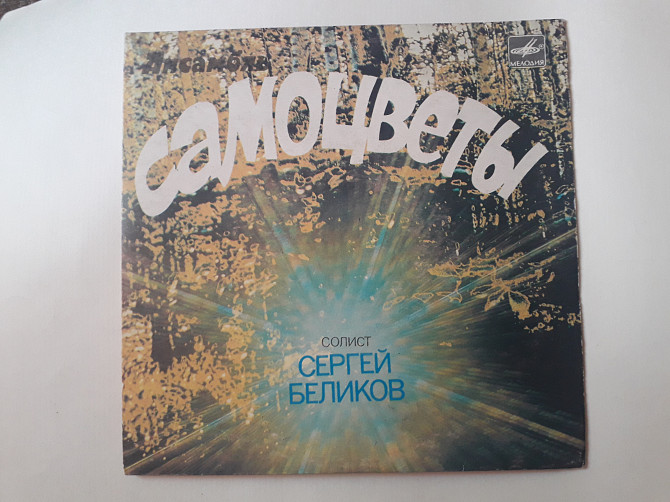 Ансамбль
самоцветы
МЕЛОДИЯ
СОЛИСТ
СЕРГЕЙ
БЕЛИКОВ